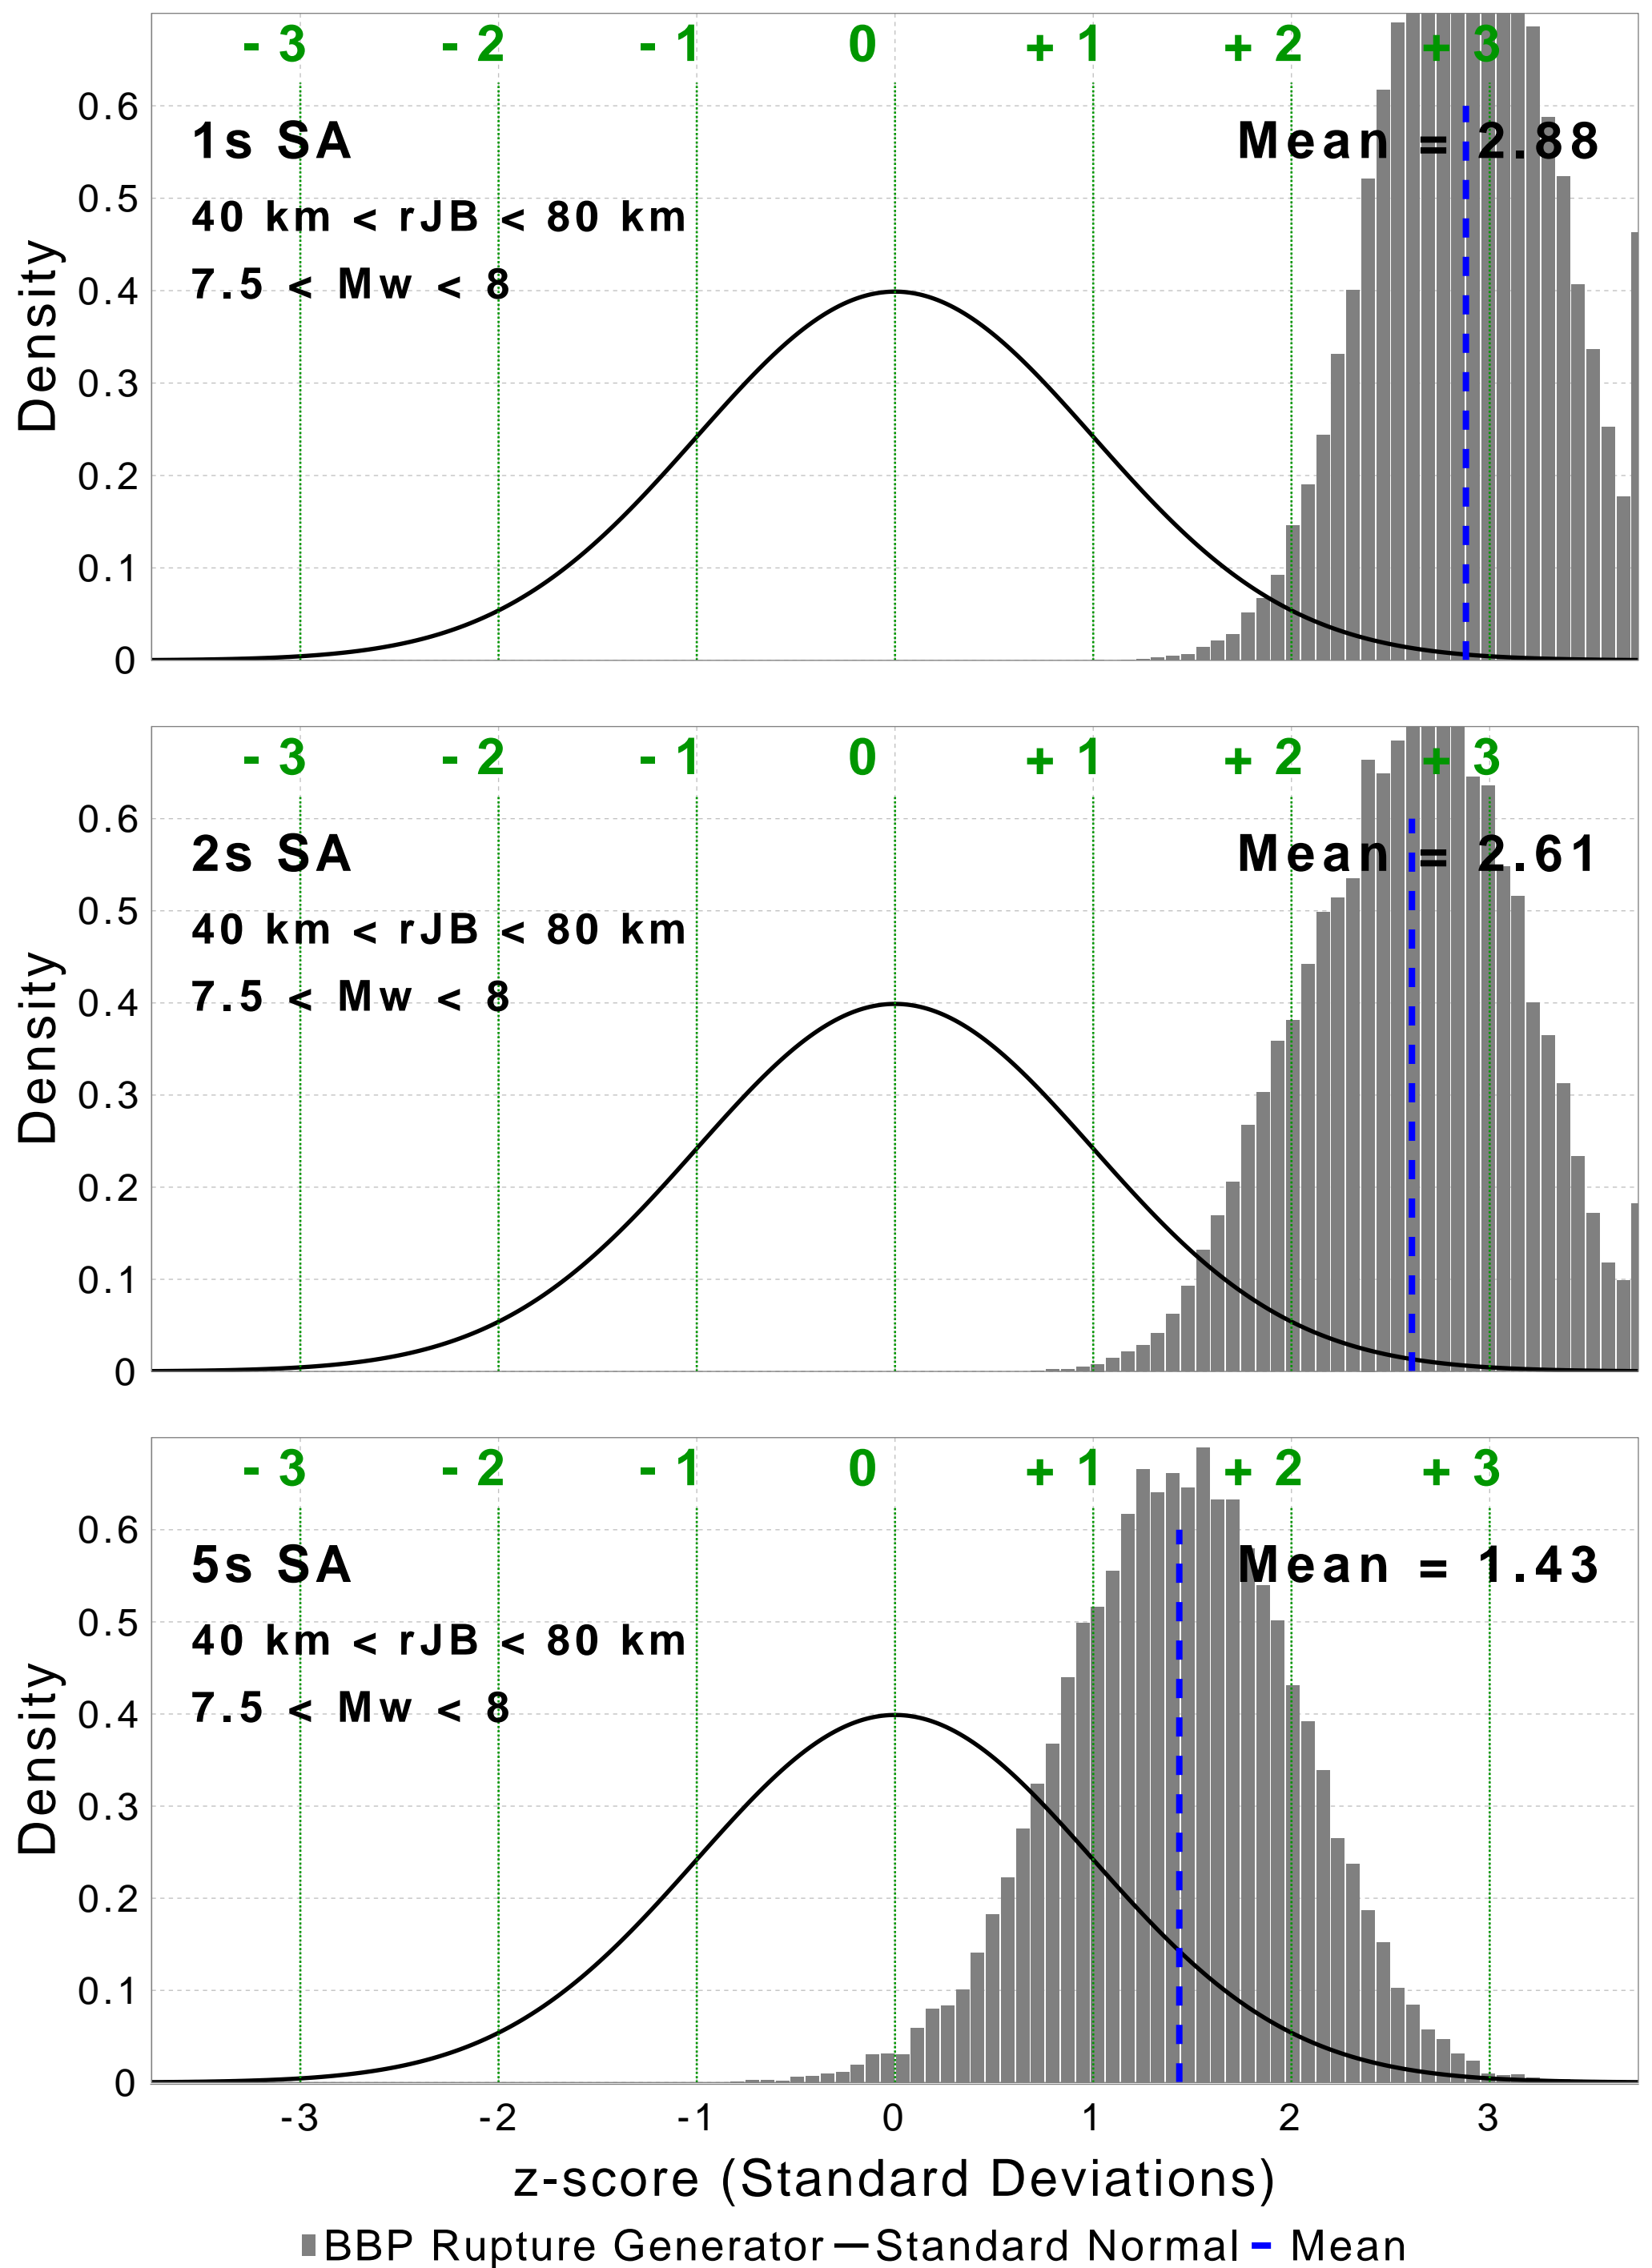 - 3 - 2 - 1 0 + 1 + 2 + 3
0.6
1s SA Mean = 2.88
0.5
40 km < rJB < 80 km
7.5 < Mw < 8
0.4
0.3
0.2
0.1
0
Density
- 3 - 2 - 1 0 + 1 + 2 + 3
0.6
2s SA Mean = 2.61
0.5
40 km < rJB < 80 km
7.5 < Mw < 8
0.4
0.3
0.2
0.1
0
Density
- 3 - 2 - 1 0 + 1 + 2 + 3
0.6
5s SA Mean = 1.43
0.5
40 km < rJB < 80 km
7.5 < Mw < 8
0.4
0.3
0.2
0.1
0
Density
-3 -2 -1 0 1 2 3
z-score (Standard Deviations)
BBP Rupture Generator Standard Normal Mean